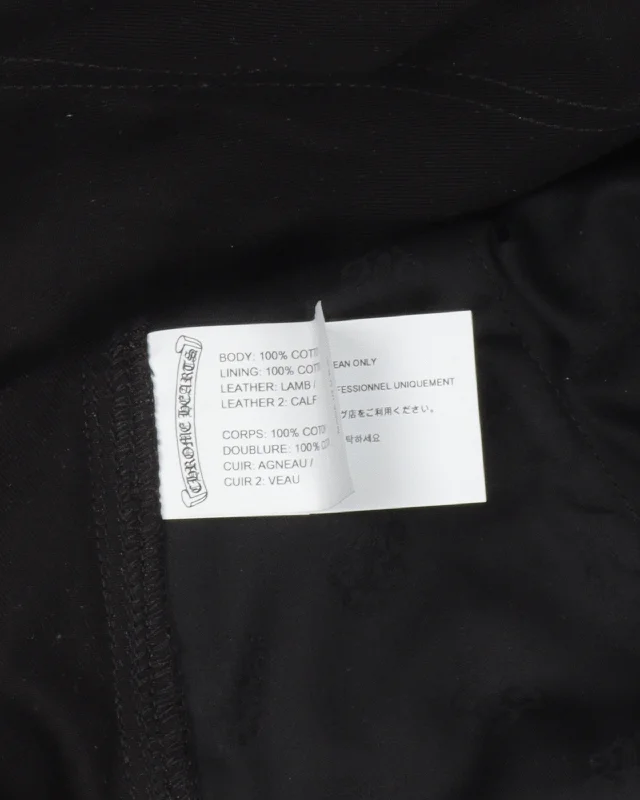 CHROME HEARTS
BODY: 100% COTT
LINING: 100% COTT
LEATHER: LAMB /
LEATHER 2: CALF
CORPS: 100% COTO
DOUBLURE: 100% CO
CUIR: AGNEAU /
CUIR 2: VEAU
EAN ONLY
FESSIONNEL UNIQUEMENT
プ店をご利用ください。
탁하세요